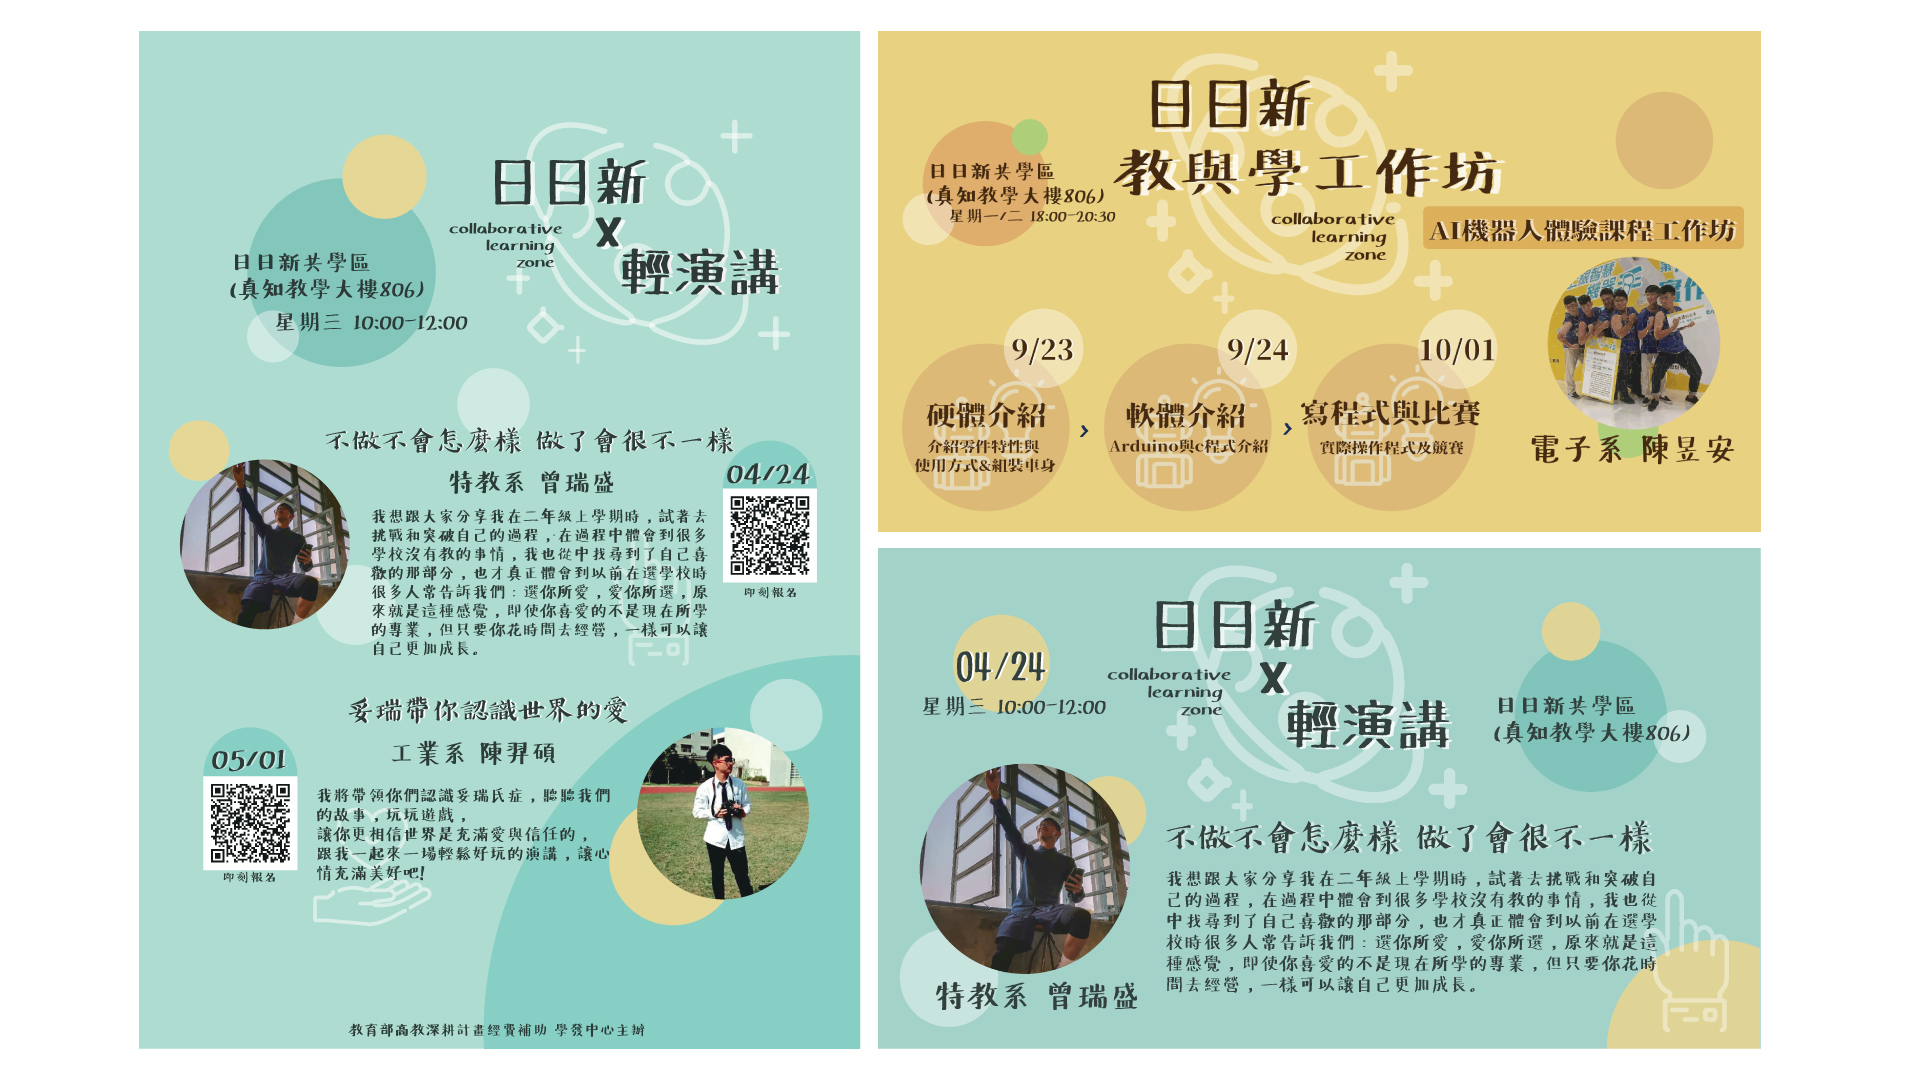 日日新
x
輕演講
collaborative
learning
zone
日日新共學區
(真知教學大樓806)
星期三 10:00-12:00
不做不會怎麼樣 做了會很不一樣
特教系 曾瑞盛
04/24
我想跟大家分享我在二年級上學期時，試著去
挑戰和突破自己的過程，在過程中體會到很多
學校沒有教的事情，我也從中找尋到了自己喜
歡的那部分，也才真正體會到以前在選學校時
很多人常告訴我們：選你所愛，愛你所選，原
來就是這種感覺，即使你喜愛的不是現在所學
的專業，但只要你花時間去經營，一樣可以讓
自己更加成長。
即刻報名
妥瑞帶你認識世界的愛
工業系 陳羿碩
05/01
我將帶領你們認識妥瑞氏症，聽聽我們
的故事，玩玩遊戲，
讓你更相信世界是充滿愛與信任的，
跟我一起來一場輕鬆好玩的演講，讓心
情充滿美好吧!
即刻報名
教育部高教深耕計畫經費補助 學發中心主辦
日日新
教與學工作坊
日日新共學區
(真知教學大樓806)
星期一/二 18:00-20:30
collaborative
learning
zone
AI機器人體驗課程工作坊
9/23
硬體介紹
介紹零件特性與
使用方式&組裝車身
›
9/24
軟體介紹
Arduino與c程式介紹
›
10/01
寫程式與比賽
實際操作程式及競賽
電子系 陳昱安
日日新
x
輕演講
collaborative
learning
zone
04/24
星期三 10:00-12:00
日日新共學區
(真知教學大樓806)
不做不會怎麼樣 做了會很不一樣
我想跟大家分享我在二年級上學期時，試著去挑戰和突破自
己的過程，在過程中體會到很多學校沒有教的事情，我也從
中找尋到了自己喜歡的那部分，也才真正體會到以前在選學
校時很多人常告訴我們：選你所愛，愛你所選，原來就是這
種感覺，即使你喜愛的不是現在所學的專業，但只要你花時
間去經營，一樣可以讓自己更加成長。
特教系 曾瑞盛